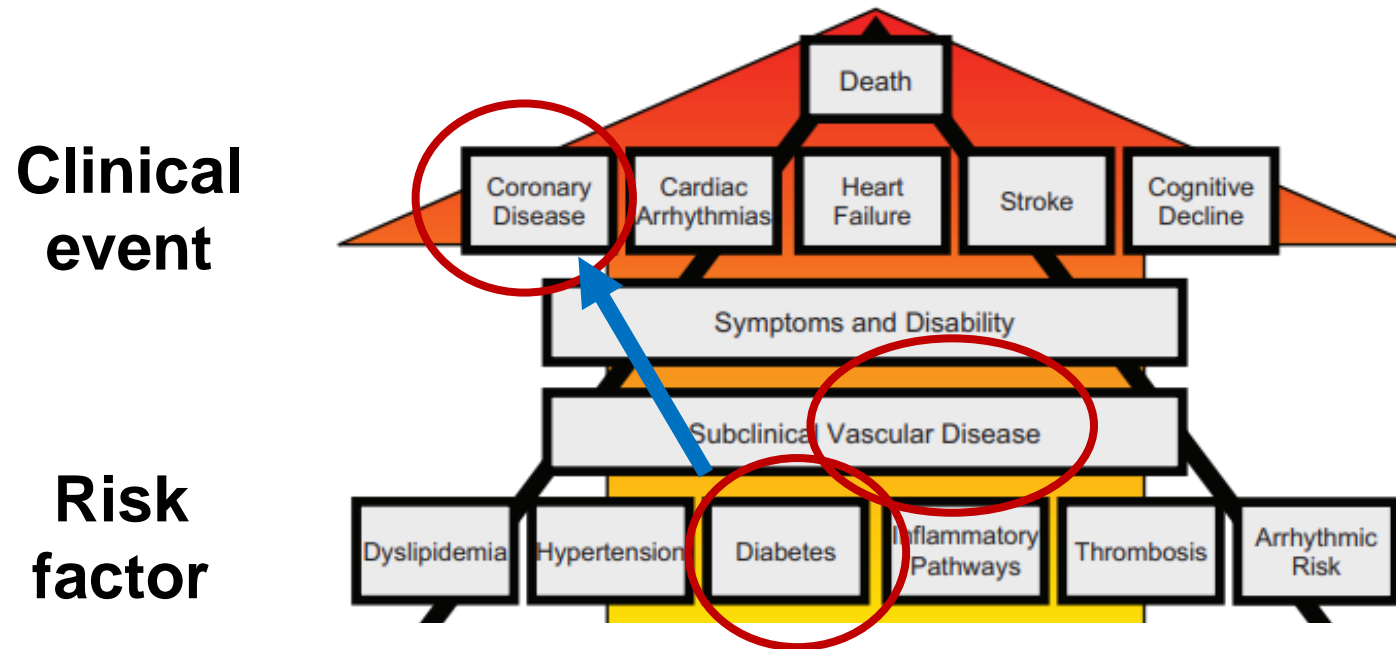 Death
Clinical
event
Coronary
Disease
Cardiac
Arrhythmias
Heart
Failure
Stroke
Cognitive
Decline
Symptoms and Disability
Subclinical Vascular Disease
Risk
factor
Dyslipidemia
Hypertension
Diabetes
Inflammatory
Pathways
Thrombosis
Arrhythmic
Risk